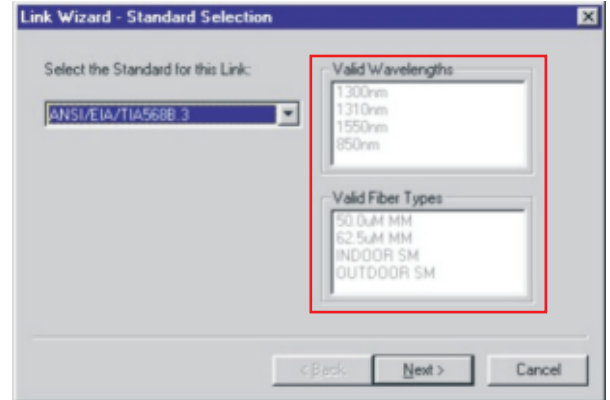 Link Wizard - Standard Selection
Select the Standard for this Link:
ANSI/EIA/TIA568B.3
Valid Wavelengths
1300nm
1310nm
1550nm
850nm
Valid Fiber Types
50.0uM MM
62.5uM MM
INDOOR SM
OUTDOOR SM
< Back
Next >
Cancel